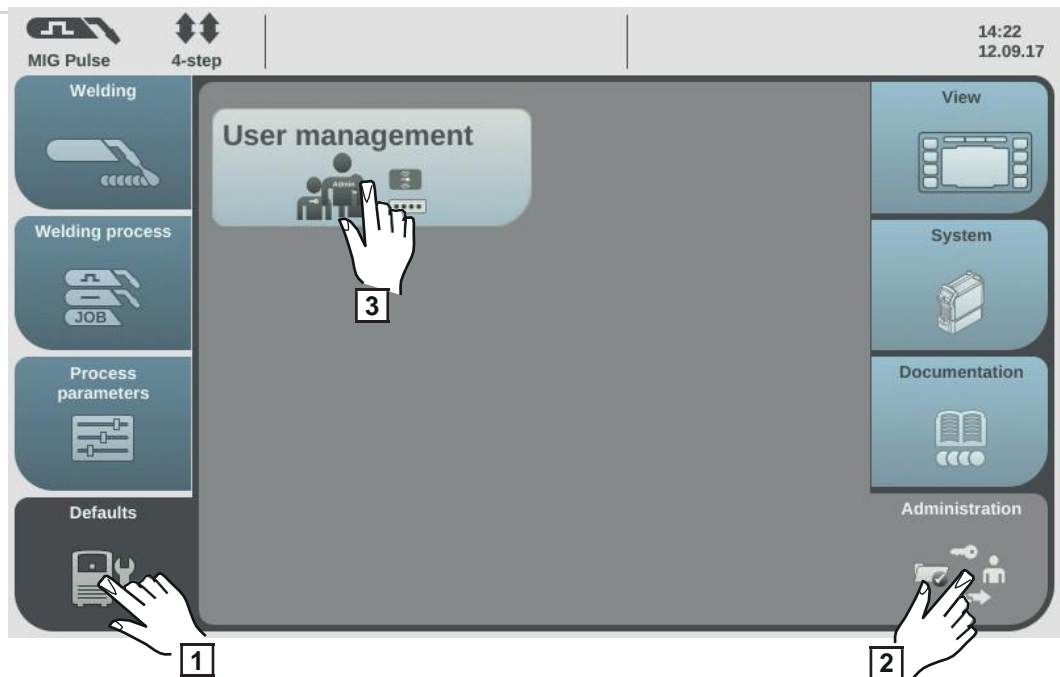 MIG Pulse
4-step
14:22
12.09.17
Welding
Welding process
JOB
Process
parameters
Defaults
User management
Admin
View
System
Documentation
Administration
3
1
2